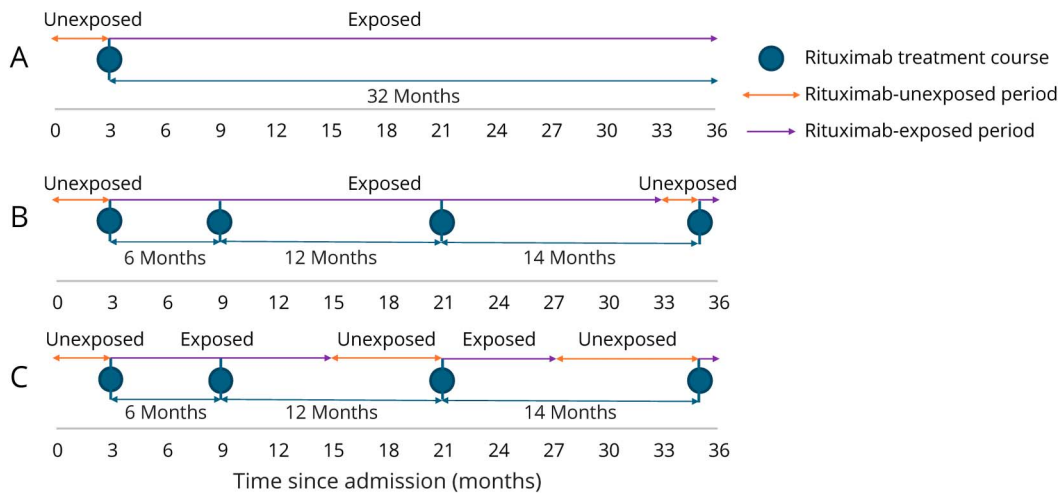 Unexposed Exposed
A
32 Months
0 3 6 9 12 15 18 21 24 27 30 33 36
Rituximab treatment course
Rituximab-unexposed period
Rituximab-exposed period
Unexposed Exposed Unexposed
B
6 Months 12 Months 14 Months
0 3 6 9 12 15 18 21 24 27 30 33 36
Unexposed Exposed Unexposed Exposed Unexposed
C
6 Months 12 Months 14 Months
0 3 6 9 12 15 18 21 24 27 30 33 36
Time since admission (months)